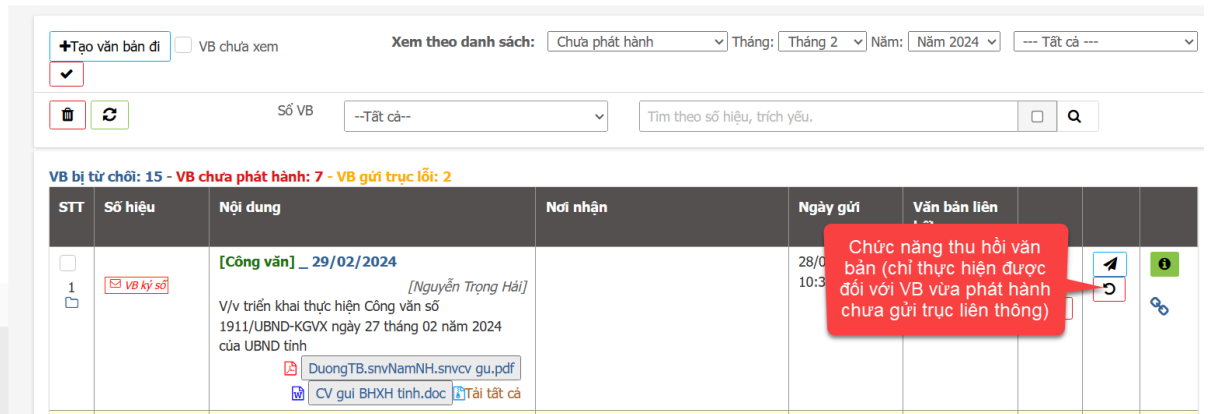 +Tạo văn bản đi VB chưa xem Xem theo danh sách: Chưa phát hành Tháng: Tháng 2 Năm: Năm 2024 --- Tất cả ---
Sổ VB --Tất cả-- Tìm theo số hiệu, trích yếu.
VB bị từ chối: 15 - VB chưa phát hành: 7 - VB gửi trục lỗi: 2
STT Số hiệu Nội dung Nơi nhận Ngày gửi Văn bản liên
[Công văn] _ 29/02/2024 28/0
1 VB ký số [Nguyễn Trọng Hải] 10:3
V/v triển khai thực hiện Công văn số
1911/UBND-KGVX ngày 27 tháng 02 năm 2024
của UBND tỉnh
DuongTB.snvNamNH.snvcv gu.pdf
CV gui BHXH tinh.doc Tải tất cả
Chức năng thu hồi văn
bản (chỉ thực hiện được
đối với VB vừa phát hành
chưa gửi trục liên thông)